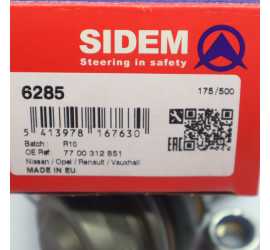 SIDEM
Steering in safety
6285
175/500
5 413978 167630
Batch : R10
OE Ref: 77 00 312 851
Nissan / Opel / Renault / Vauxhall
MADE IN EU
EAC